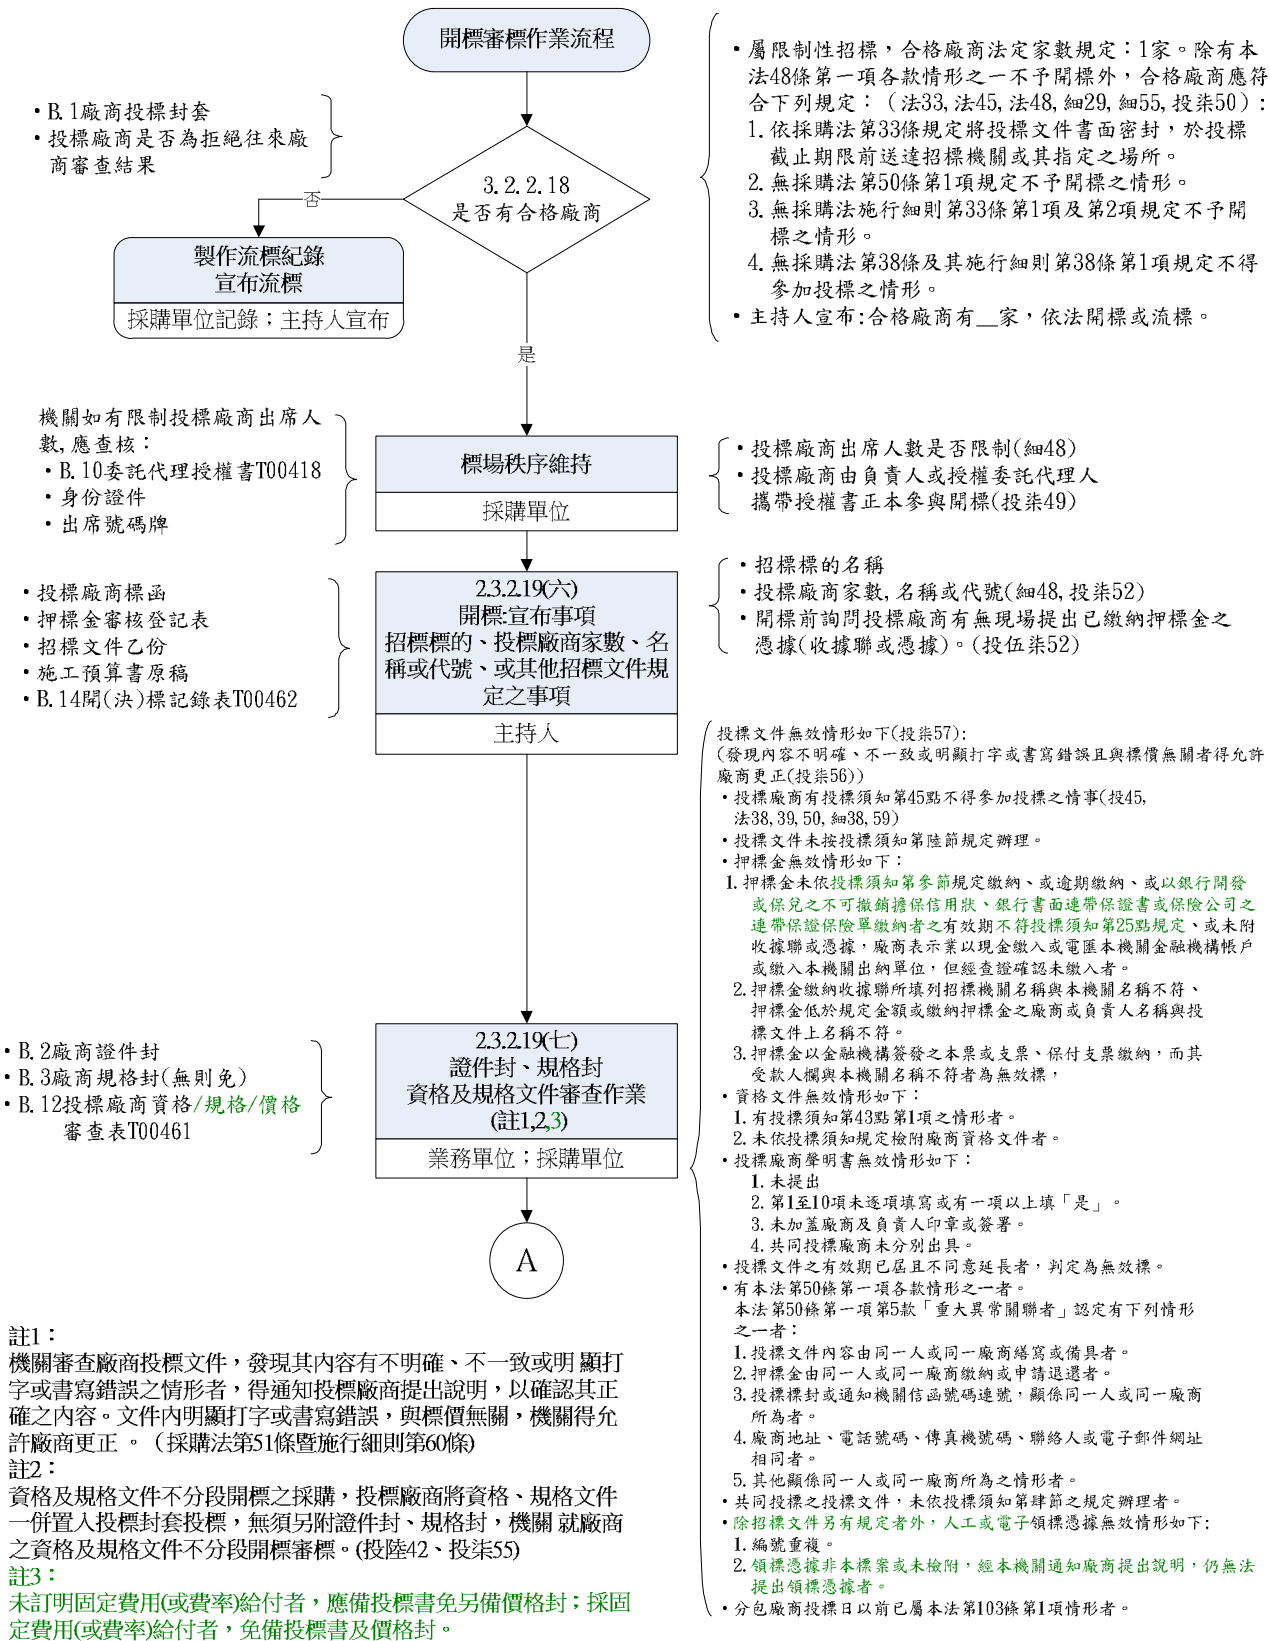 開標審標作業流程
• 屬限制性招標，合格廠商法定家數規定：1家。除有本
法48條第一項各款情形之一不予開標外，合格廠商應符
合下列規定：（法33,法45,法48,細29,細55,投柒50）:
1.依採購法第33條規定將投標文件書面密封，於投標
截止期限前送達招標機關或其指定之場所。
2.無採購法第50條第1項規定不予開標之情形。
3.無採購法施行細則第33條第1項及第2項規定不予開
標之情形。
4.無採購法第38條及其施行細則第38條第1項規定不得
參加投標之情形。
• 主持人宣布:合格廠商有__家，依法開標或流標。
• B.1廠商投標封套
• 投標廠商是否為拒絕往來廠
商審查結果
3.2.2.18
是否有合格廠商
否
製作流標紀錄
宣布流標
採購單位記錄；主持人宣布
是
機關如有限制投標廠商出席人
數,應查核：
• B.10委託代理授權書T00418
• 身份證件
• 出席號碼牌
標場秩序維持
採購單位
• 投標廠商出席人數是否限制(細48)
• 投標廠商由負責人或授權委託代理人
攜帶授權書正本參與開標(投柒49)
• 投標廠商標函
• 押標金審核登記表
• 招標文件乙份
• 施工預算書原稿
• B.14開(決)標記錄表T00462
2.3.2.19(六)
開標:宣布事項
招標標的、投標廠商家數、名
稱或代號、或其他招標文件規
定之事項
主持人
• 招標標的名稱
• 投標廠商家數,名稱或代號(細48,投柒52)
• 開標前詢問投標廠商有無現場提出已繳納押標金之
憑據(收據聯或憑據)。(投伍柒52)
• B.2廠商證件封
• B.3廠商規格封(無則免)
• B.12投標廠商資格/規格/價格
審查表T00461
2.3.2.19(七)
證件封、規格封
資格及規格文件審查作業
(註1,2,3)
業務單位；採購單位
A
投標文件無效情形如下(投柒57):
(發現內容不明確、不一致或明顯打字或書寫錯誤且與標價無關者得允許
廠商更正(投柒56))
• 投標廠商有投標須知第45點不得參加投標之情事(投45,
法38,39,50,細38,59)
• 投標文件未按投標須知第陸節規定辦理。
• 押標金無效情形如下：
1.押標金未依投標須知第參節規定繳納、或逾期繳納、或以銀行開發
或保兌之不可撤銷擔保信用狀、銀行書面連帶保證書或保險公司之
連帶保證保險單繳納者之有效期不符投標須知第25點規定、或未附
收據聯或憑據，廠商表示業以現金繳入或電匯本機關金融機構帳戶
或繳入本機關出納單位，但經查證確認未繳入者。
2.押標金繳納收據聯所填列招標機關名稱與本機關名稱不符、
押標金低於規定金額或繳納押標金之廠商或負責人名稱與投
標文件上名稱不符。
3.押標金以金融機構簽發之本票或支票、保付支票繳納，而其
受款人欄與本機關名稱不符者為無效標，
• 資格文件無效情形如下：
1.有投標須知第43點第1項之情形者。
2.未依投標須知規定檢附廠商資格文件者。
• 投標廠商聲明書無效情形如下：
1.未提出
2.第1至10項未逐項填寫或有一項以上填「是」。
3.未加蓋廠商及負責人印章或簽署。
4.共同投標廠商未分別出具。
• 投標文件之有效期已屆且不同意延長者，判定為無效標。
• 有本法第50條第一項各款情形之一者。
本法第50條第一項第5款「重大異常關聯者」認定有下列情形
之一者：
1.投標文件內容由同一人或同一廠商繕寫或備具者。
2.押標金由同一人或同一廠商繳納或申請退還者。
3.投標標封或通知機關信函號碼連號，顯係同一人或同一廠商
所為者。
4.廠商地址、電話號碼、傳真機號碼、聯絡人或電子郵件網址
相同者。
5.其他顯係同一人或同一廠商所為之情形者。
• 共同投標之投標文件，未依投標須知第肆節之規定辦理者。
• 除招標文件另有規定者外，人工或電子領標憑據無效情形如下:
1.編號重複。
2.領標憑據非本標案或未檢附，經本機關通知廠商提出說明，仍無法
提出領標憑據者。
• 分包廠商投標日以前已屬本法第103條第1項情形者。
註1：
機關審查廠商投標文件，發現其內容有不明確、不一致或明 顯打
字或書寫錯誤之情形者，得通知投標廠商提出說明，以確認其正
確之內容。文件內明顯打字或書寫錯誤，與標價無關，機關得允
許廠商更正 。（採購法第51條暨施行細則第60條)
註2：
資格及規格文件不分段開標之採購，投標廠商將資格、規格文件
一併置入投標封套投標，無須另附證件封、規格封，機關 就廠商
之資格及規格文件不分段開標審標。(投陸42、投柒55)
註3：
未訂明固定費用(或費率)給付者，應備投標書免另備價格封；採固
定費用(或費率)給付者，免備投標書及價格封。